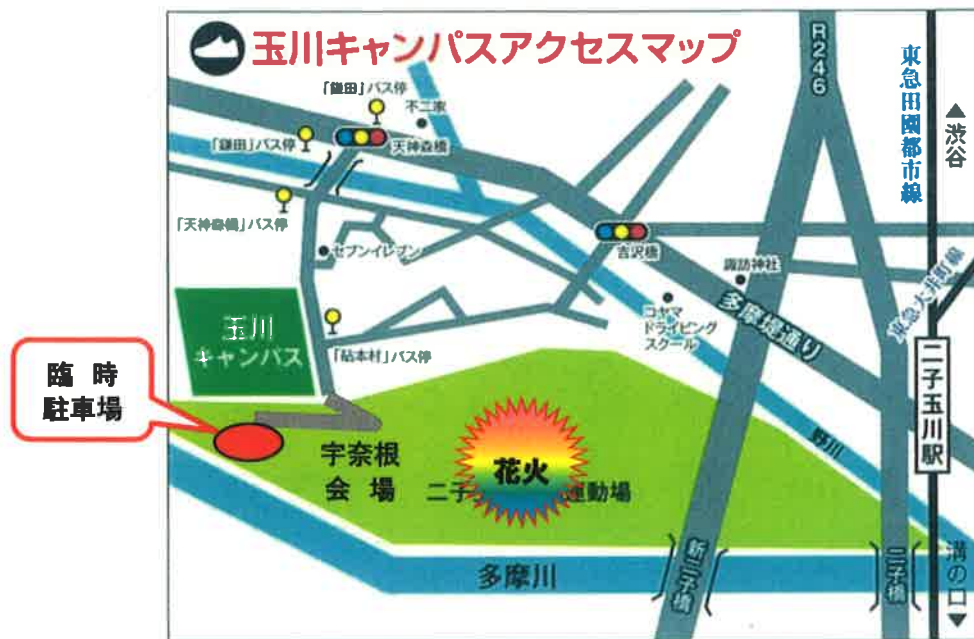 玉川キャンパスアクセスマップ
R246
東急田園都市線
▲渋谷
「鎌田」バス停
不二家
「鎌田」バス停
天神森橋
「天神森橋」バス停
セブンイレブン
吉沢橋
諏訪神社
東急大井町線
コヤマ
ドライビング
スクール
多摩堤通り
玉川
キャンパス
「砧本村」バス停
二子玉川駅
臨時
駐車場
野川
宇奈根
会場
花火
二子
運動場
多摩川
新二子橋
二子橋
溝の口▼